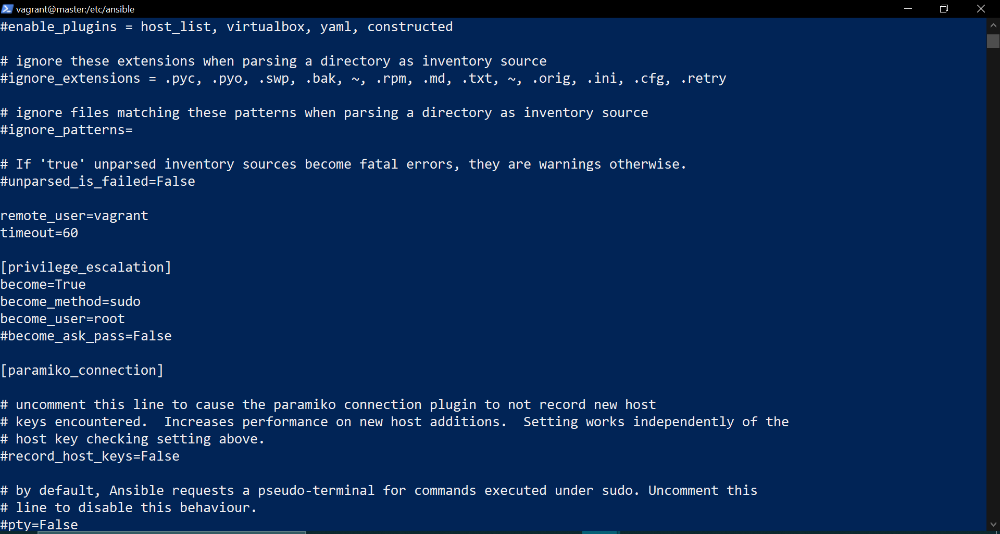 vagrant@master:/etc/ansible
#enable_plugins = host_list, virtualbox, yaml, constructed
# ignore these extensions when parsing a directory as inventory source
#ignore_extensions = .pyc, .pyo, .swp, .bak, ~, .rpm, .md, .txt, ~, .orig, .ini, .cfg, .retry
# ignore files matching these patterns when parsing a directory as inventory source
#ignore_patterns=
# If 'true' unparsed inventory sources become fatal errors, they are warnings otherwise.
#unparsed_is_failed=False
remote_user=vagrant
timeout=60
[privilege_escalation]
become=True
become_method=sudo
become_user=root
#become_ask_pass=False
[paramiko_connection]
# uncomment this line to cause the paramiko connection plugin to not record new host
# keys encountered.  Increases performance on new host additions.  Setting works independently of the
# host key checking setting above.
#record_host_keys=False
# by default, Ansible requests a pseudo-terminal for commands executed under sudo. Uncomment this
# line to disable this behaviour.
#pty=False